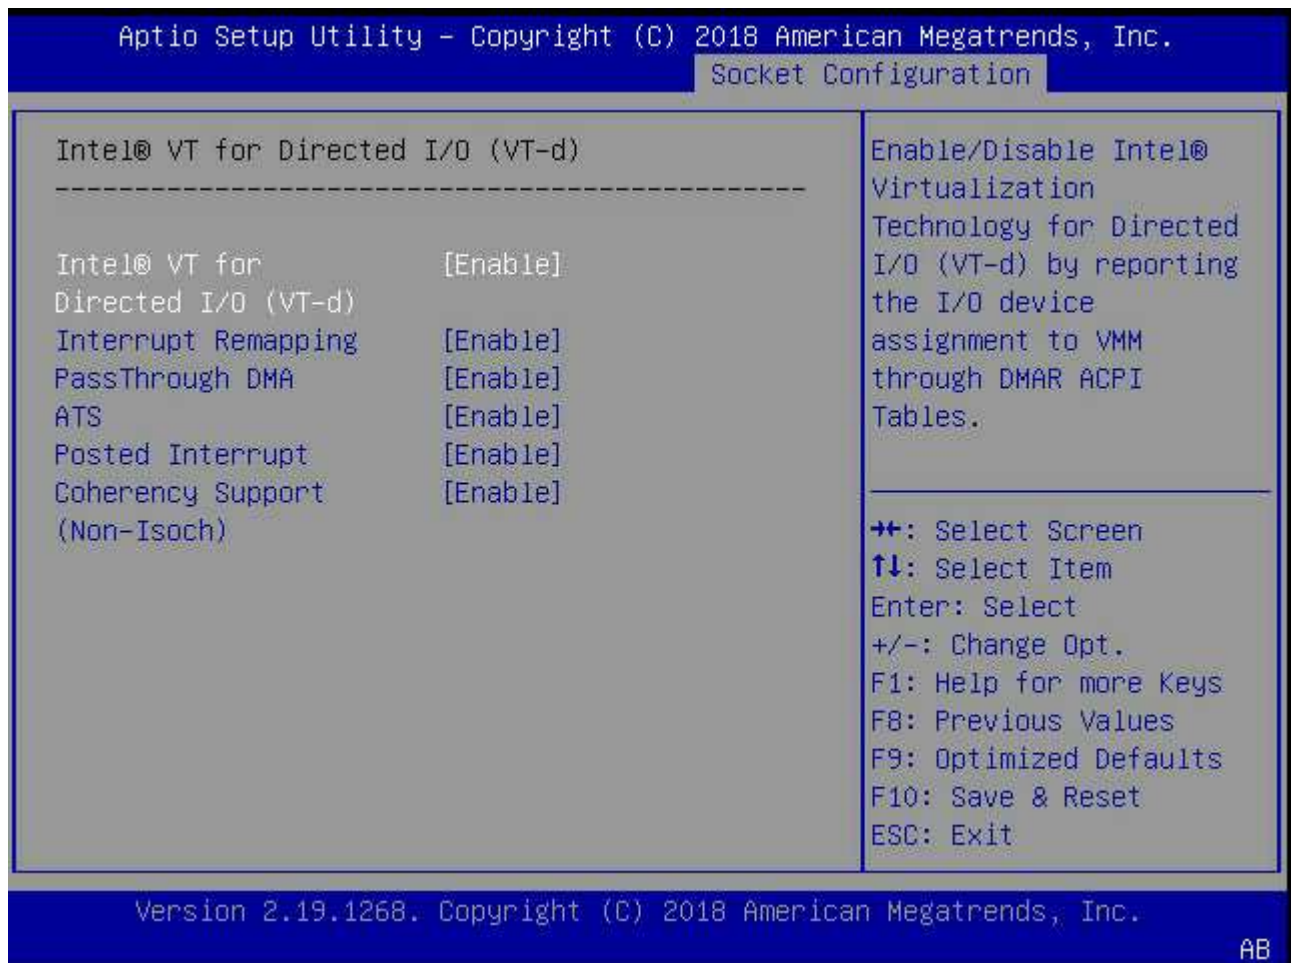 Aptio Setup Utility – Copyright (C) 2018 American Megatrends, Inc.
Socket Configuration
Intel® VT for Directed I/O (VT-d)
-----------------------------------------------
Intel® VT for [Enable]
Directed I/O (VT-d)
Interrupt Remapping [Enable]
PassThrough DMA [Enable]
ATS [Enable]
Posted Interrupt [Enable]
Coherency Support [Enable]
(Non-Isoch)
Enable/Disable Intel®
Virtualization
Technology for Directed
I/O (VT-d) by reporting
the I/O device
assignment to VMM
through DMAR ACPI
Tables.
→←: Select Screen
↑↓: Select Item
Enter: Select
+/-: Change Opt.
F1: Help for more Keys
F8: Previous Values
F9: Optimized Defaults
F10: Save & Reset
ESC: Exit
Version 2.19.1268. Copyright (C) 2018 American Megatrends, Inc.
AB